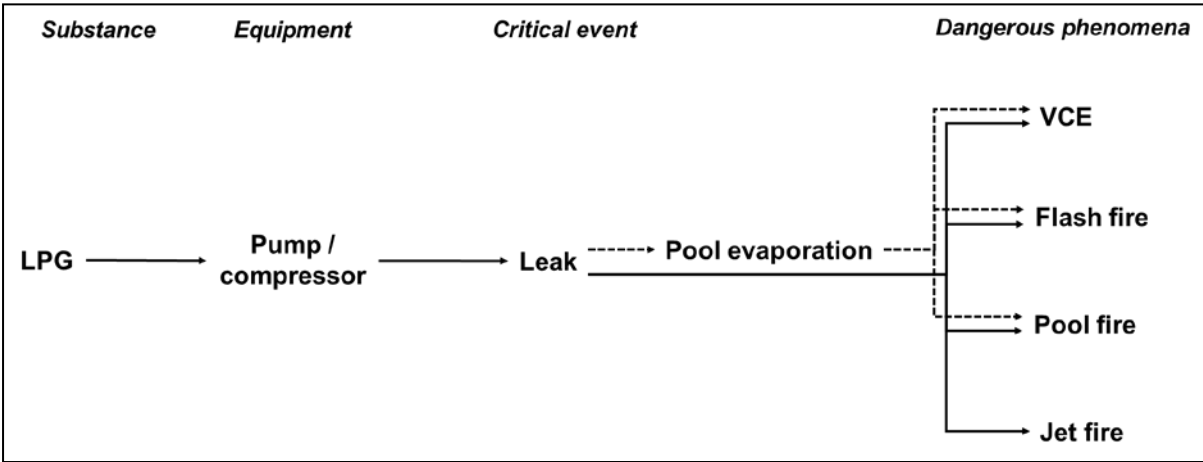 Substance Equipment Critical event Dangerous phenomena
VCE
Flash fire
LPG Pump / compressor Leak Pool evaporation
Pool fire
Jet fire